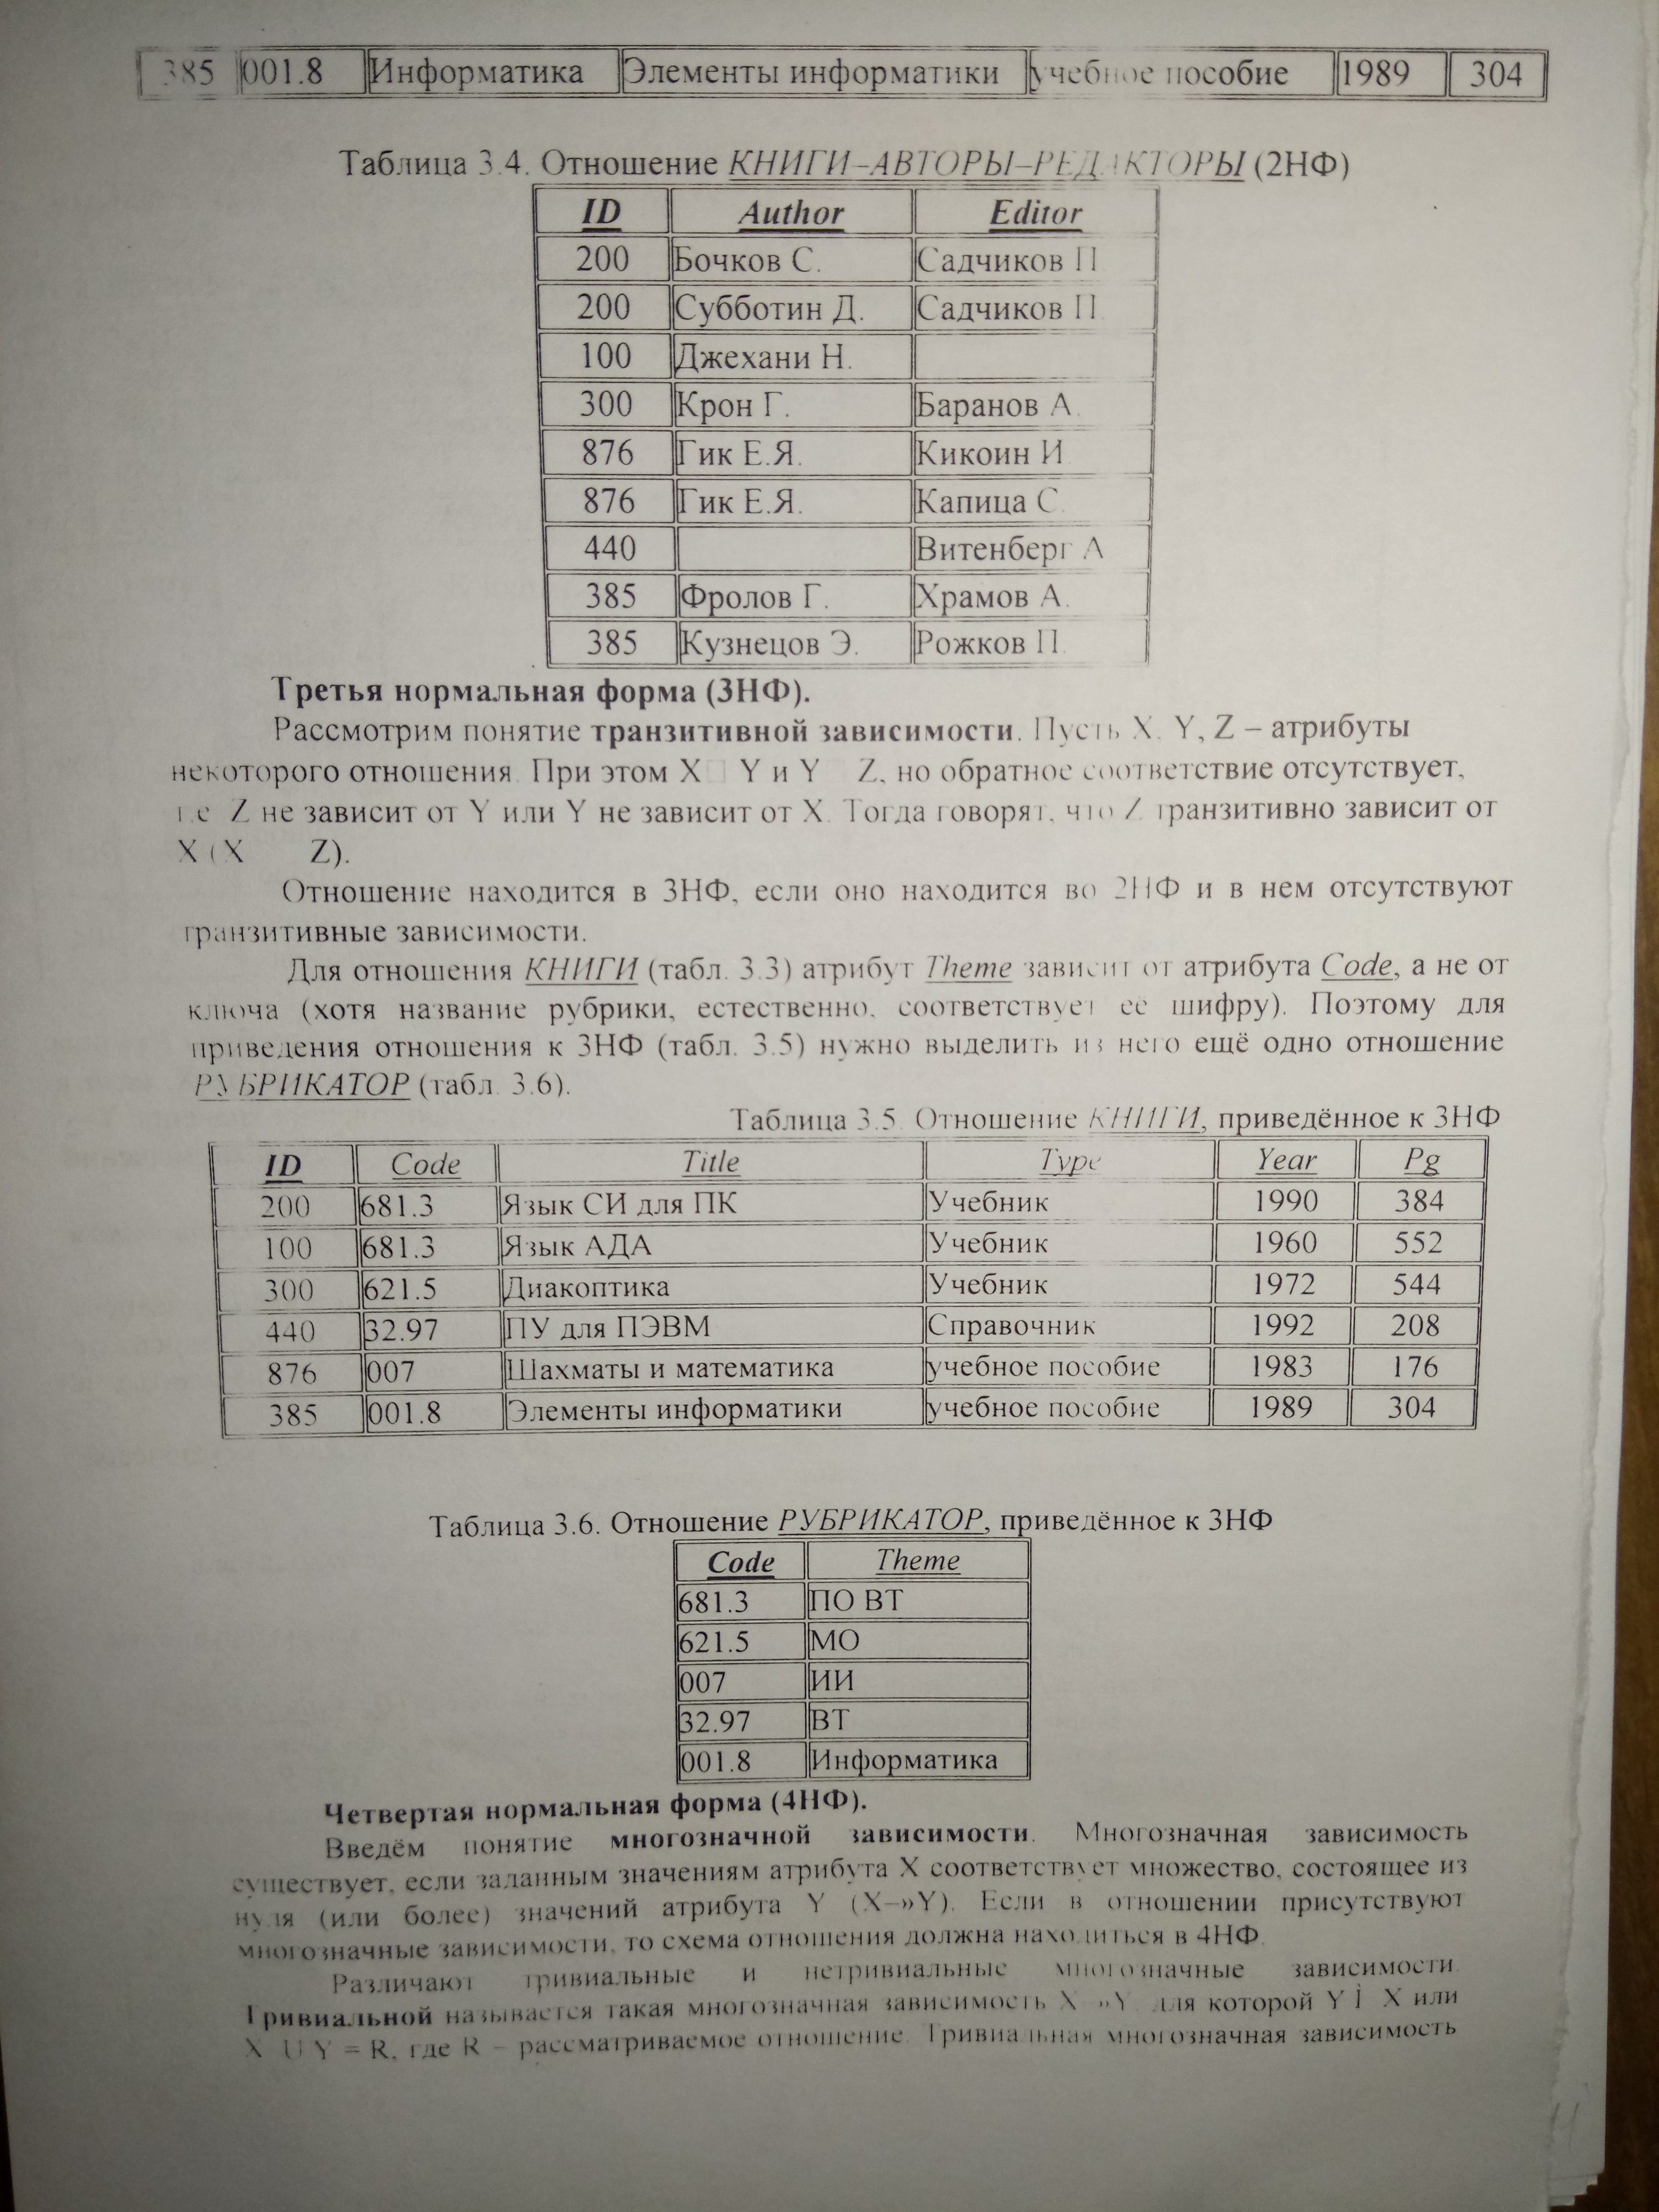 385 001.8 Информатика Элементы информатики учебное пособие 1989 304
Таблица 3.4. Отношение КНИГИ–АВТОРЫ–РЕДАКТОРЫ (2НФ)
ID Author Editor
200 Бочков С. Садчиков П
200 Субботин Д. Садчиков П.
100 Джехани Н.
300 Крон Г. Баранов А.
876 Гик Е.Я. Кикоин И
876 Гик Е.Я. Капица С.
440 Витенберг А
385 Фролов Г. Храмов А.
385 Кузнецов Э. Рожков П.
Третья нормальная форма (3НФ).
Рассмотрим понятие транзитивной зависимости. Пусть X, Y, Z – атрибуты
некоторого отношения. При этом X Y и Y Z, но обратное соответствие отсутствует,
т.е. Z не зависит от Y или Y не зависит от X. Тогда говорят, что Z транзитивно зависит от
X (X Z).
Отношение находится в 3НФ, если оно находится во 2НФ и в нем отсутствуют
транзитивные зависимости.
Для отношения КНИГИ (табл. 3.3) атрибут Theme зависит от атрибута Code, а не от
ключа (хотя название рубрики, естественно, соответствует её шифру). Поэтому для
приведения отношения к 3НФ (табл. 3.5) нужно выделить из него ещё одно отношение
РУБРИКАТОР (табл. 3.6).
Таблица 3.5. Отношение КНИГИ, приведённое к 3НФ
ID Code Title Type Year Pg
200 681.3 Язык СИ для ПК Учебник 1990 384
100 681.3 Язык АДА Учебник 1960 552
300 621.5 Диакоптика Учебник 1972 544
440 32.97 ПУ для ПЭВМ Справочник 1992 208
876 007 Шахматы и математика учебное пособие 1983 176
385 001.8 Элементы информатики учебное пособие 1989 304
Таблица 3.6. Отношение РУБРИКАТОР, приведённое к 3НФ
Code Theme
681.3 ПО ВТ
621.5 МО
007 ИИ
32.97 ВТ
001.8 Информатика
Четвертая нормальная форма (4НФ).
Введём понятие многозначной зависимости. Многозначная зависимость
существует, если заданным значениям атрибута X соответствует множество, состоящее из
нуля (или более) значений атрибута Y (X–»Y). Если в отношении присутствуют
многозначные зависимости, то схема отношения должна находиться в 4НФ.
Различают тривиальные и нетривиальные многозначные зависимости.
Тривиальной называется такая многозначная зависимость X –»Y, для которой Y Í X или
X U Y = R, где R – рассматриваемое отношение. Тривиальная многозначная зависимость